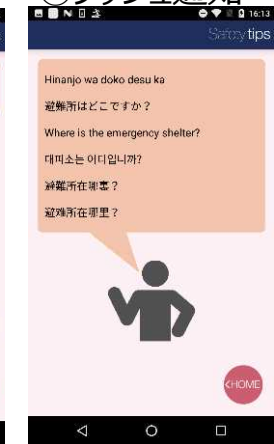 16:13
Safety tips
Hinanjo wa doko desu ka
避難所はどこですか？
Where is the emergency shelter?
대피소는 어디입니까?
避難所在哪裏？
避难所在哪里？
<HOME